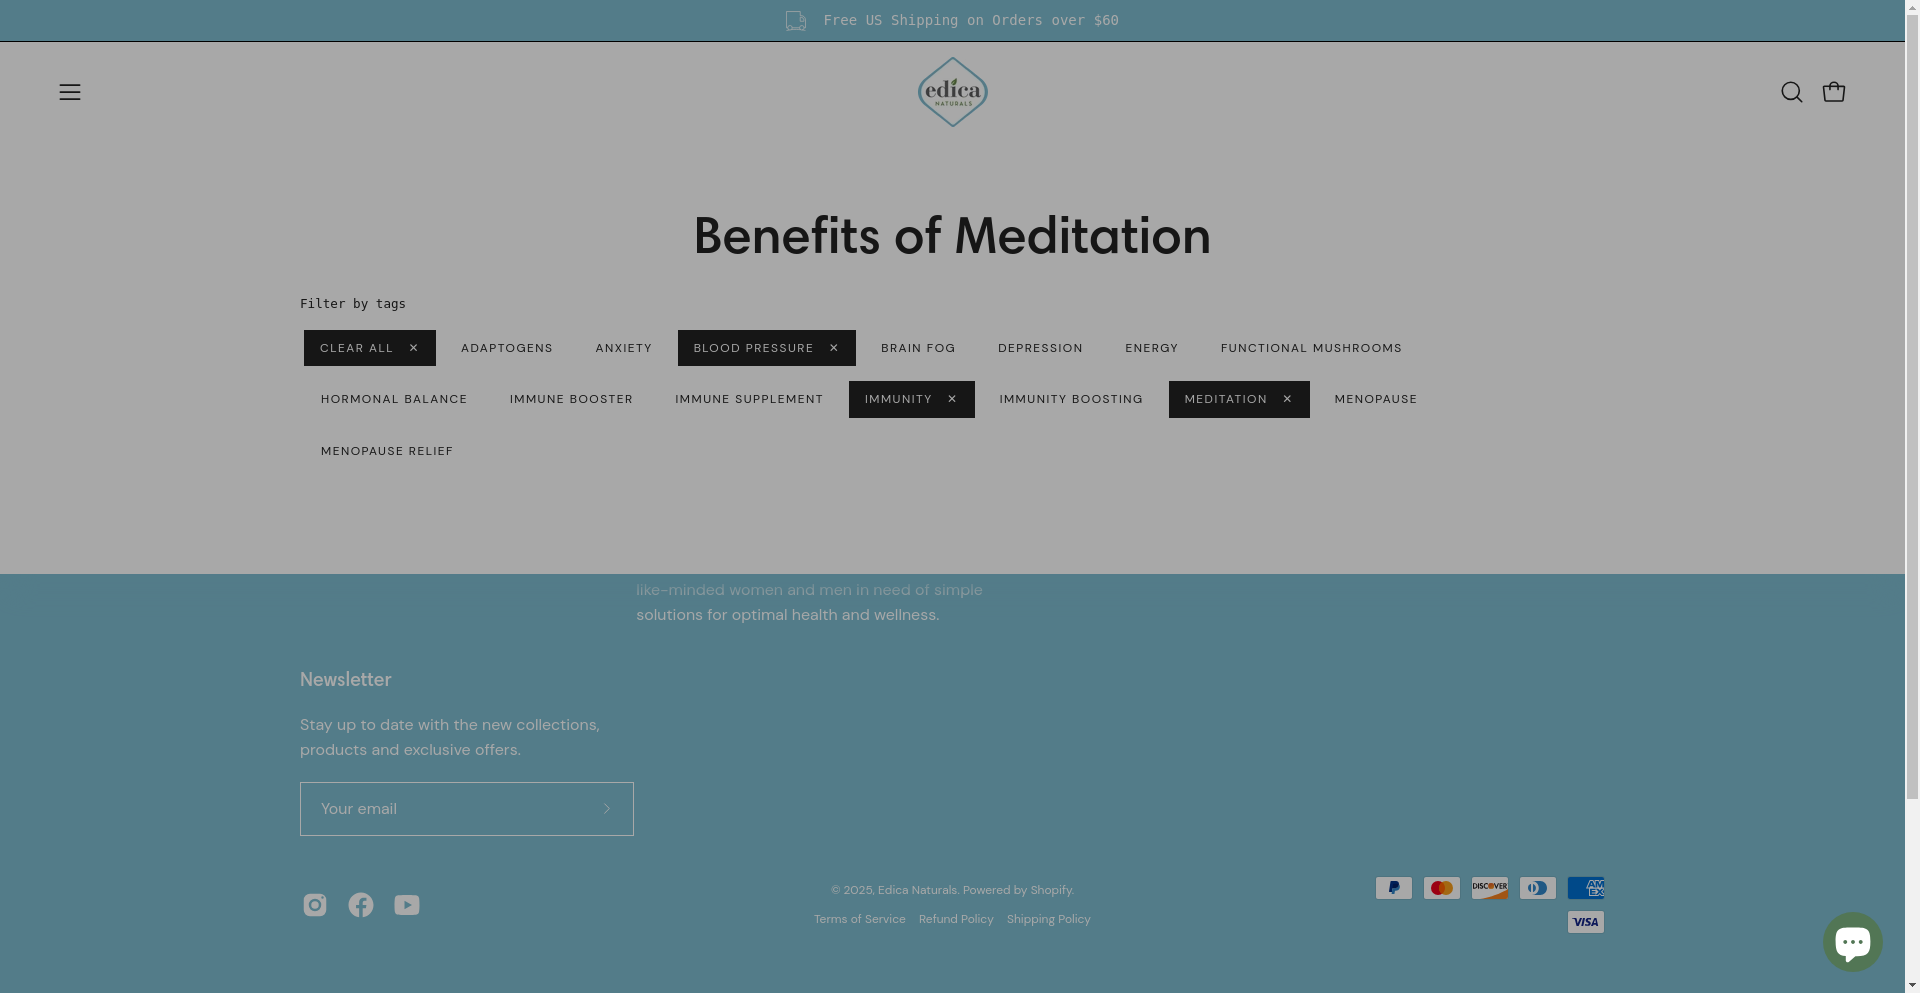 Free US Shipping on Orders over $60
edica
NATURALS
Benefits of Meditation
Filter by tags
CLEAR ALL ✕ ADAPTOGENS ANXIETY BLOOD PRESSURE ✕ BRAIN FOG DEPRESSION ENERGY FUNCTIONAL MUSHROOMS
HORMONAL BALANCE IMMUNE BOOSTER IMMUNE SUPPLEMENT IMMUNITY ✕ IMMUNITY BOOSTING MEDITATION ✕ MENOPAUSE
MENOPAUSE RELIEF
like-minded women and men in need of simple
solutions for optimal health and wellness.
Newsletter
Stay up to date with the new collections,
products and exclusive offers.
Your email
© 2025, Edica Naturals. Powered by Shopify.
Terms of Service Refund Policy Shipping Policy
DISCOVER
AM
EX
VISA